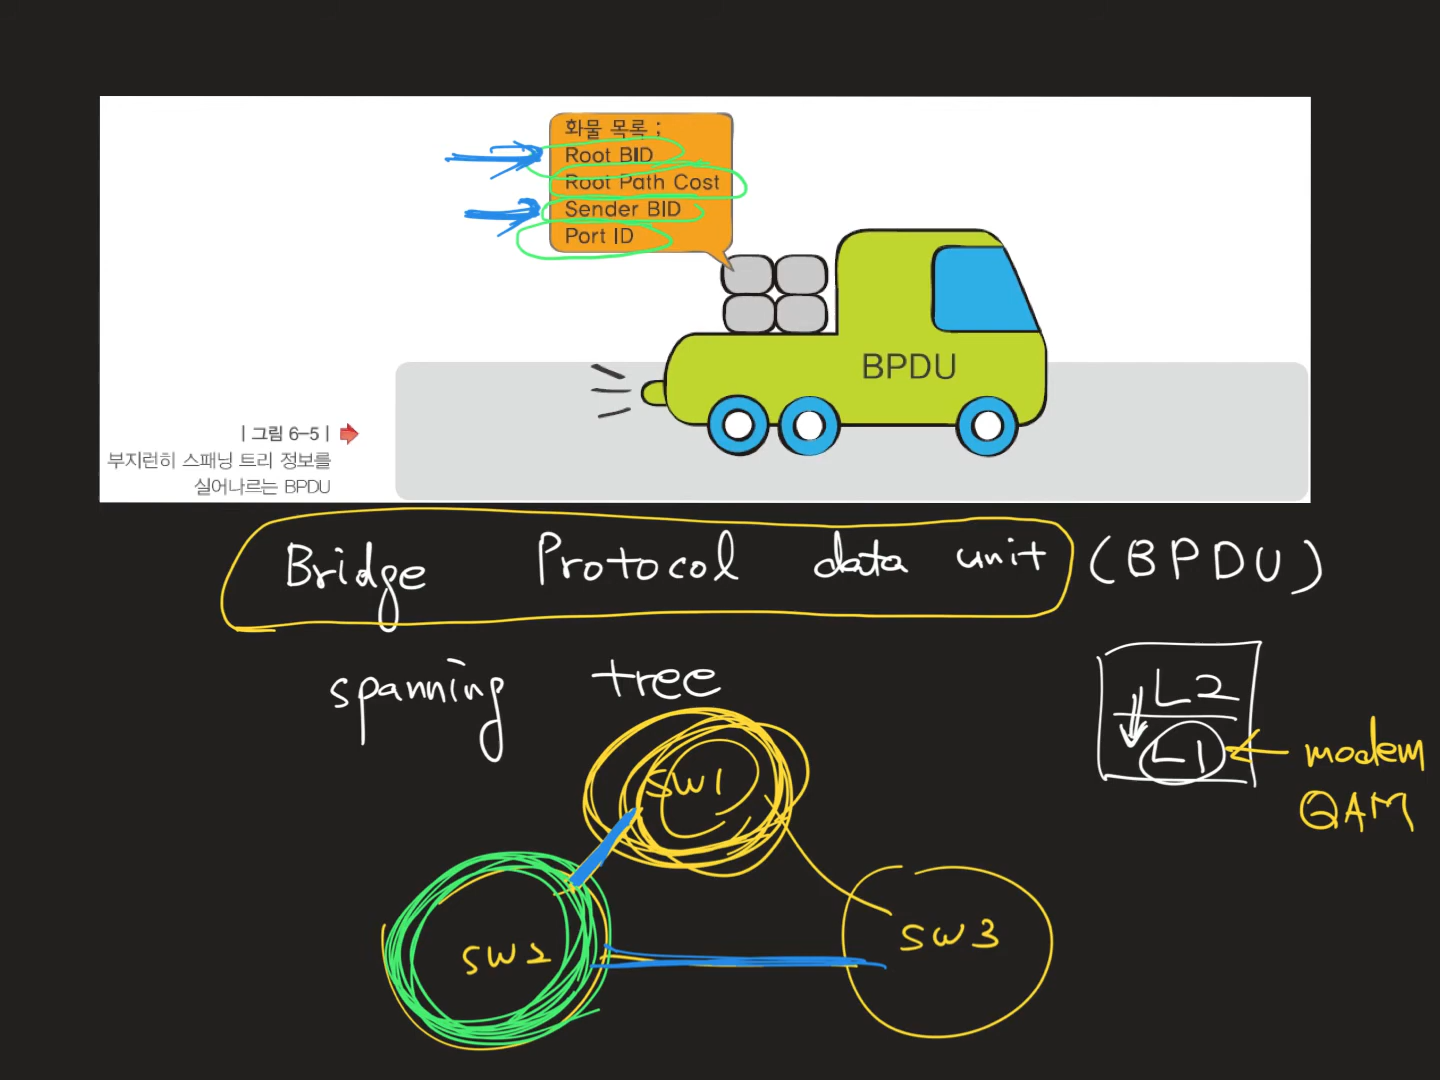 화물 목록 ;
Root BID
Root Path Cost
Sender BID
Port ID
BPDU
| 그림 6-5 |
부지런히 스패닝 트리 정보를
실어나르는 BPDU
Bridge Protocol data unit (BPDU)
spanning tree
L2
L1
modem
QAM
SW1
SW2
SW3